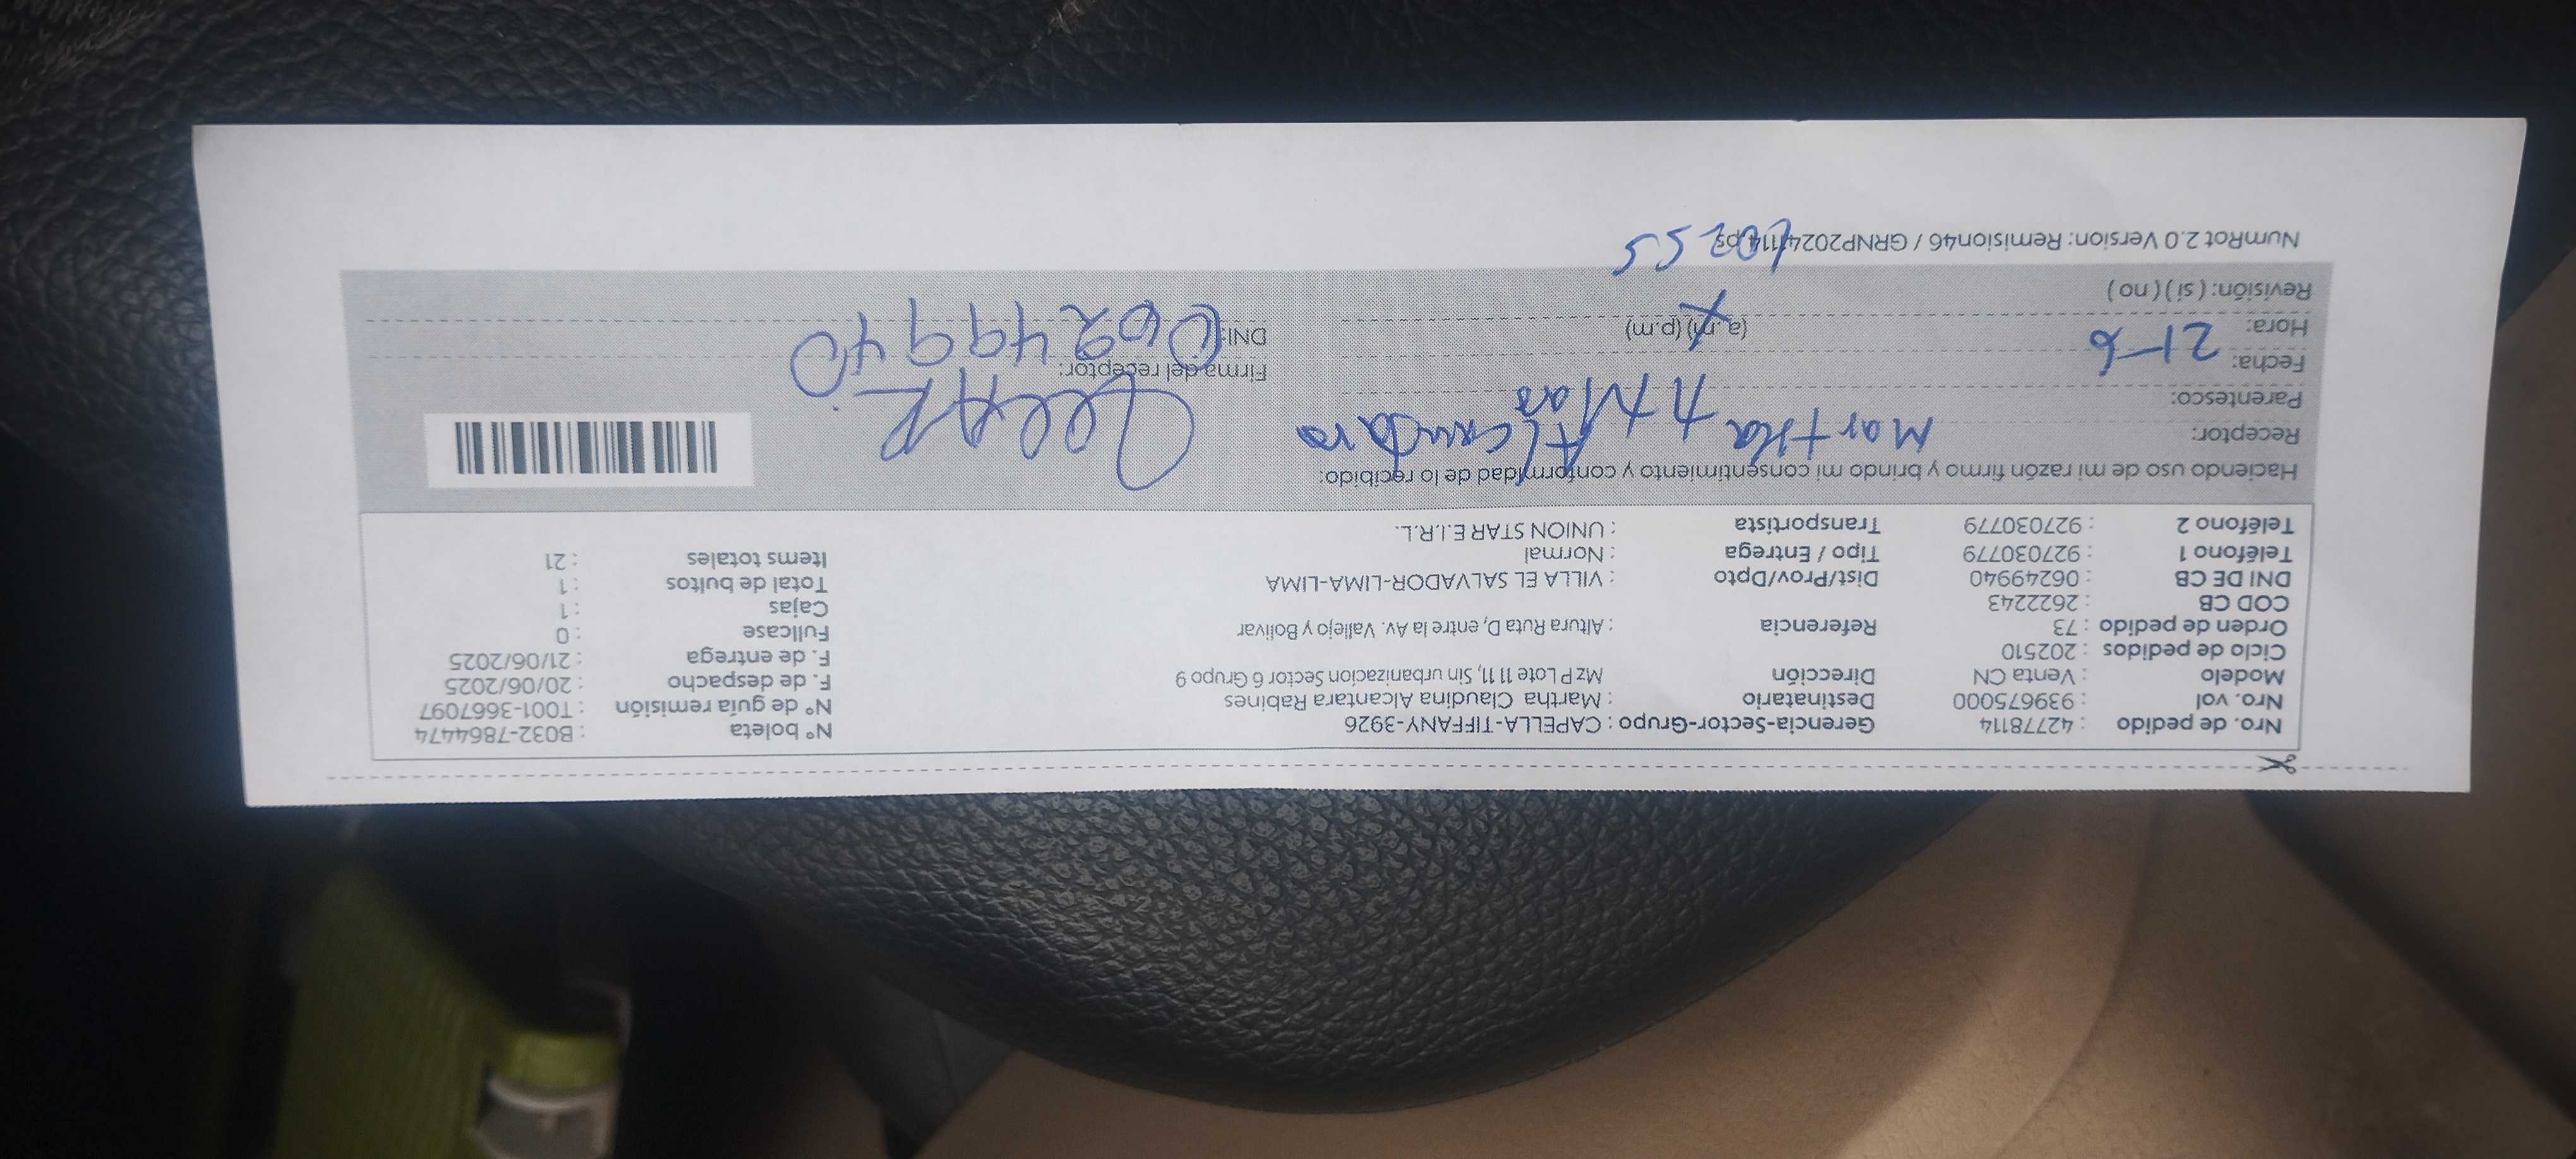 Nro. de pedido : 42778114 Gerencia-Sector-Grupo : CAPELLA-TIFFANY-3926 N° boleta : B032-7864474
Nro. vol : 939675000 Destinatario : Martha Claudina Alcantara Rabines N° de guía remisión : T001-3667097
Modelo : Venta CN Dirección Mz P Lote 11 11, Sin urbanizacion Sector 6 Grupo 9 F. de despacho : 20/06/2025
Ciclo de pedidos : 202510 F. de entrega : 21/06/2025
Orden de pedido : 73 Referencia : Altura Ruta D, entre la Av. Vallejo y Bolivar Fullcase : 0
COD CB : 2622243 Cajas : 1
DNI DE CB : 06249940 Dist/Prov/Dpto : VILLA EL SALVADOR-LIMA-LIMA Total de bultos : 1
Teléfono 1 : 927030779 Tipo / Entrega : Normal Items totales : 21
Teléfono 2 : 927030779 Transportista : UNION STAR E.I.R.L.
Haciendo uso de mi razón firmo y brindo mi consentimiento y conformidad de lo recibido:
Receptor: Martha
Parentesco:
Fecha: 21-6 Firma del receptor:
Hora: (a.m) (p.m) DNI: 06249940
Revisión: ( si ) ( no )
NumRot 2.0 Version: Remision46 / GRNP20241114.ps